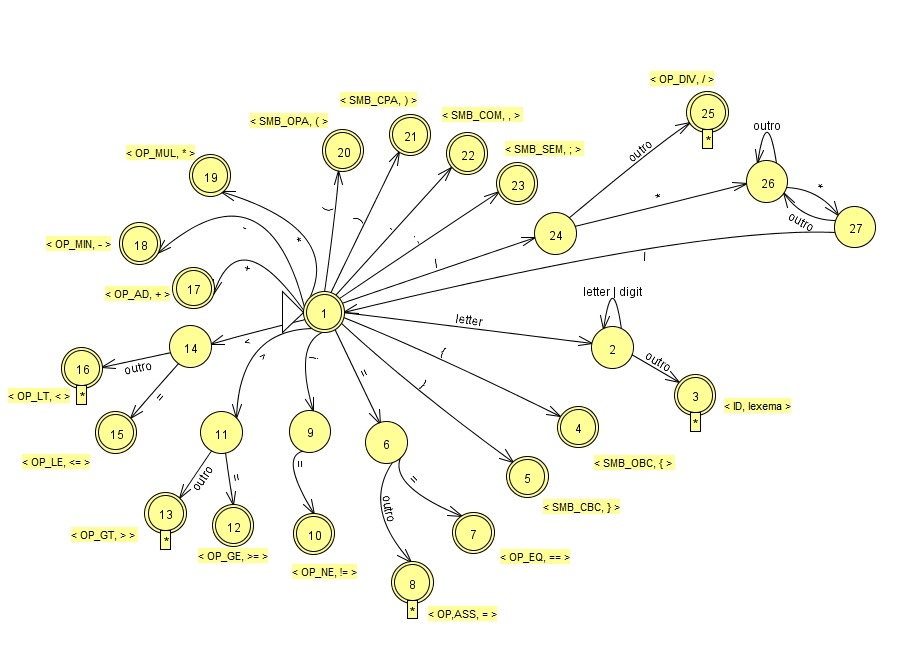 < OP_DIV, / >
25
*
< SMB_CPA, ) >
< SMB_COM, , >
< SMB_OPA, ( >
21
20
22
outro
outro
< SMB_SEM, ; >
< OP_MUL, * >
19
23
26
*
*
outro
27
24
/
/
< OP_MIN, - >
18
-
*
(
)
,
;
< OP_AD, + >
17
+
1
letter
letter | digit
2
outro
3
*
< ID, lexema >
14
<
>
!
=
{
}
16
*
outro
=
< OP_LT, < >
15
< OP_LE, <= >
11
9
6
4
< SMB_OBC, { >
5
< SMB_CBC, } >
outro
=
=
outro
=
13
*
< OP_GT, > >
12
< OP_GE, >= >
10
< OP_NE, != >
7
< OP_EQ, == >
8
*
< OP,ASS, = >